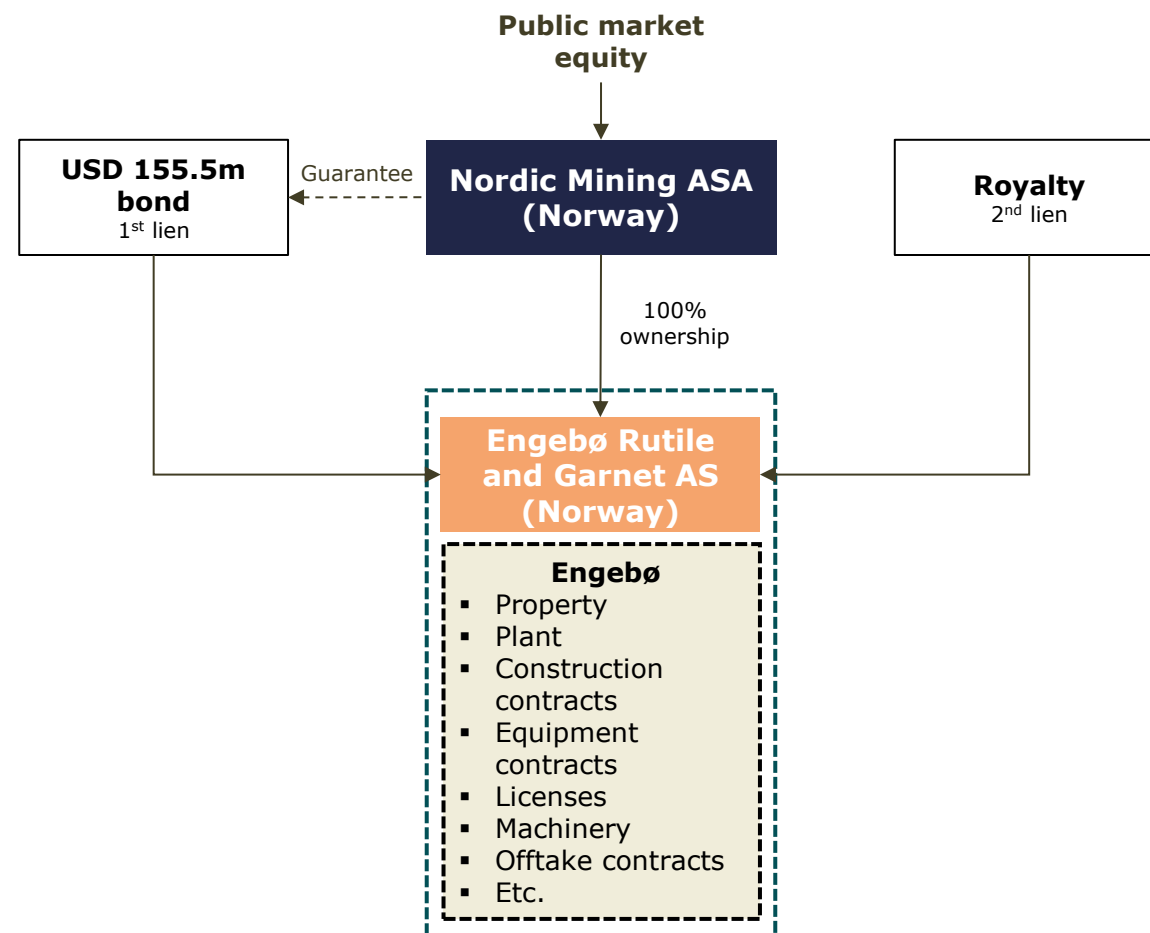 Public market
equity
USD 155.5m
bond
1st lien
Guarantee
Nordic Mining ASA
(Norway)
Royalty
2nd lien
100%
ownership
Engebø Rutile
and Garnet AS
(Norway)
Engebø
▪ Property
▪ Plant
▪ Construction
contracts
▪ Equipment
contracts
▪ Licenses
▪ Machinery
▪ Offtake contracts
▪ Etc.